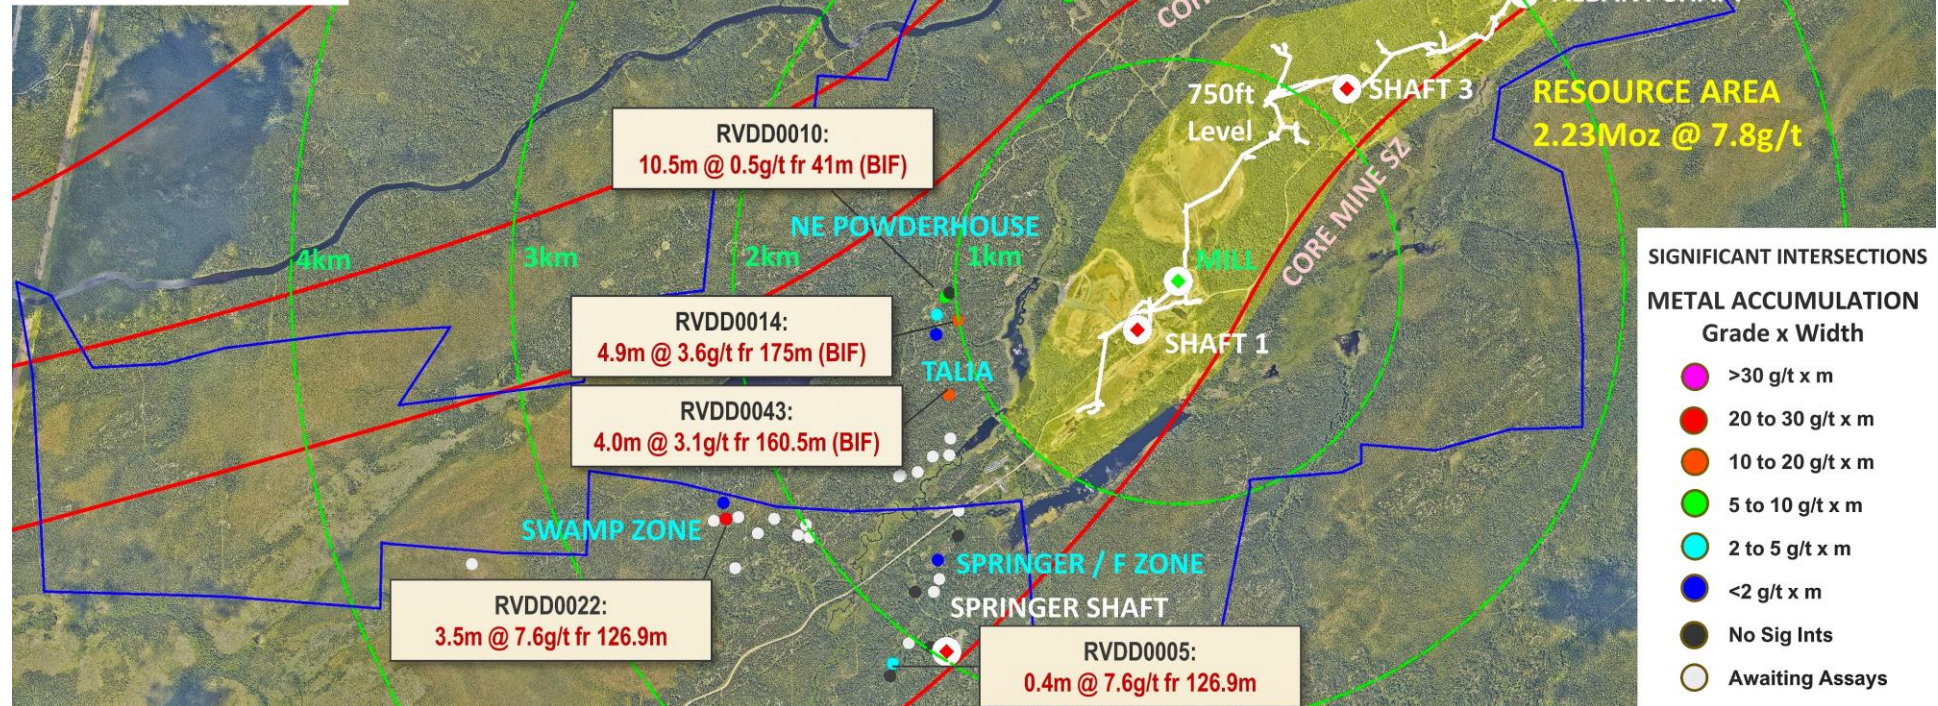 SHAFT 3
750ft
Level
RESOURCE AREA
2.23Moz @ 7.8g/t
CORE MINE SZ
RVDD0010:
10.5m @ 0.5g/t fr 41m (BIF)
NE POWDERHOUSE
4km
3km
2km
1km
MILL
RVDD0014:
4.9m @ 3.6g/t fr 175m (BIF)
SHAFT 1
TALIA
RVDD0043:
4.0m @ 3.1g/t fr 160.5m (BIF)
SWAMP ZONE
SPRINGER / F ZONE
SPRINGER SHAFT
RVDD0022:
3.5m @ 7.6g/t fr 126.9m
RVDD0005:
0.4m @ 7.6g/t fr 126.9m
SIGNIFICANT INTERSECTIONS
METAL ACCUMULATION
Grade x Width
>30 g/t x m
20 to 30 g/t x m
10 to 20 g/t x m
5 to 10 g/t x m
2 to 5 g/t x m
<2 g/t x m
No Sig Ints
Awaiting Assays